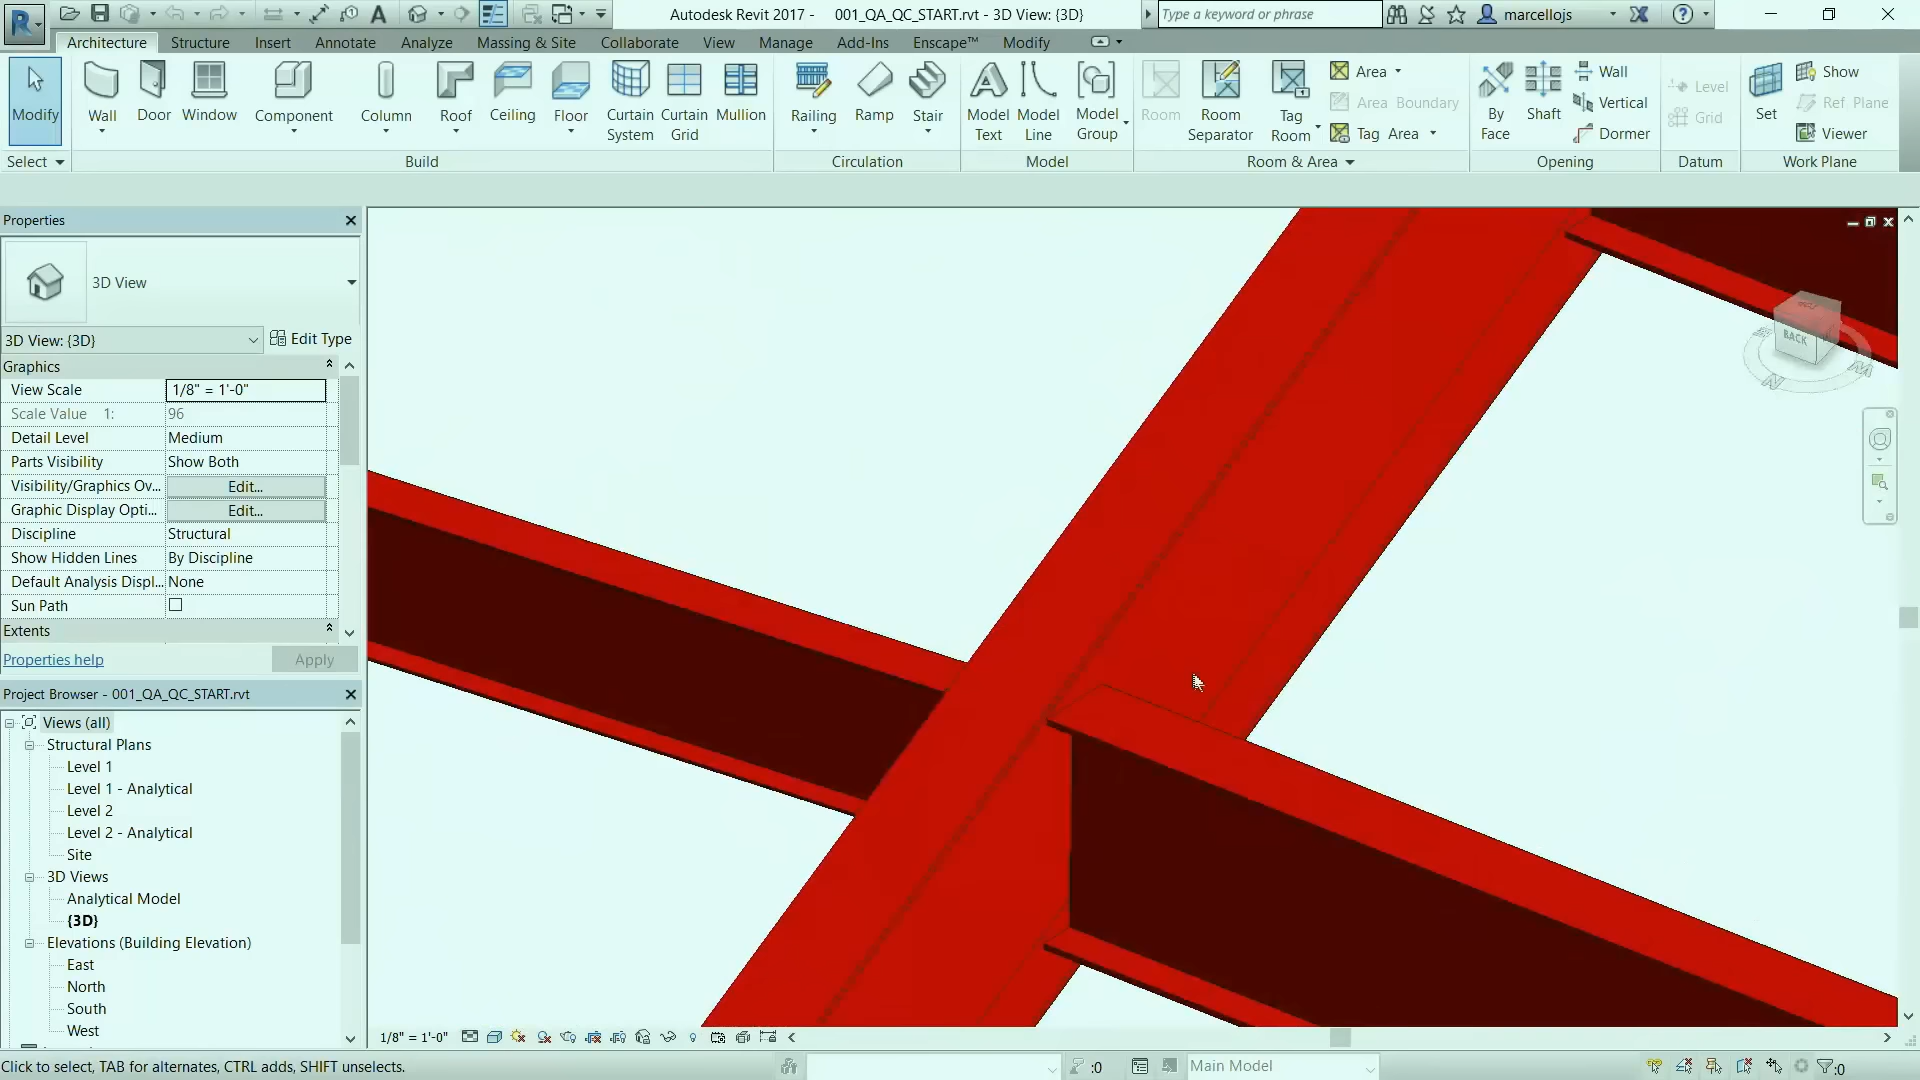 Autodesk Revit 2017 - 001_QA_QC_START.rvt - 3D View: {3D}
Type a keyword or phrase
marcellojs
Architecture Structure Insert Annotate Analyze Massing & Site Collaborate View Manage Add-Ins Enscape™ Modify
Modify
Wall
Door
Window
Component
Column
Roof
Ceiling
Floor
Curtain System
Curtain Grid
Mullion
Railing
Ramp
Stair
Model Text
Model Line
Model Group
Room
Room Separator
Tag Room
Area
Area Boundary
Tag Area
By Face
Shaft
Wall
Vertical
Dormer
Level
Grid
Set
Show
Ref Plane
Viewer
Select
Build
Circulation
Model
Room & Area
Opening
Datum
Work Plane
Properties
3D View
3D View: {3D}
Edit Type
Graphics
View Scale 1/8" = 1'-0"
Scale Value 1: 96
Detail Level Medium
Parts Visibility Show Both
Visibility/Graphics Ov... Edit...
Graphic Display Opti... Edit...
Discipline Structural
Show Hidden Lines By Discipline
Default Analysis Displ... None
Sun Path
Extents
Properties help
Apply
Project Browser - 001_QA_QC_START.rvt
Views (all)
Structural Plans
Level 1
Level 1 - Analytical
Level 2
Level 2 - Analytical
Site
3D Views
Analytical Model
{3D}
Elevations (Building Elevation)
East
North
South
West
BACK
1/8" = 1'-0"
Click to select, TAB for alternates, CTRL adds, SHIFT unselects.
:0
Main Model
:0